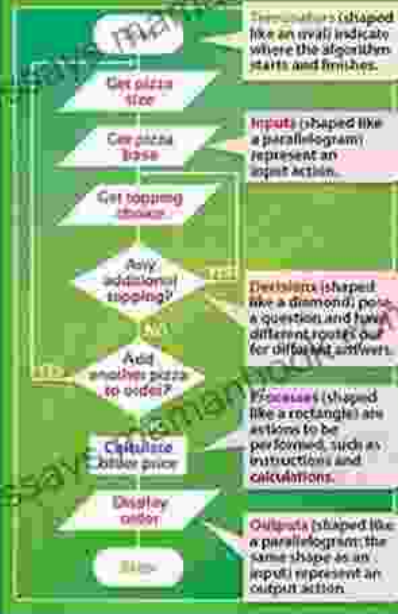 Terminators (shaped
like an oval) indicate
where the algorithm
starts and finishes.
Get pizza
size
Inputs (shaped like
a parallelogram)
represent an
input action.
Get pizza
base
Get topping
choice
Any
additional
topping?
YES
NO
Decisions (shaped
like a diamond) pose
a question and have
different routes out
for different answers.
Add
another pizza
to order?
YES
NO
Processes (shaped
like a rectangle) are
actions to be
performed, such as
instructions and
calculations.
Calculate
order price
Display
order
Outputs (shaped like
a parallelogram; the
same shape as an
input) represent an
output action.
Stop